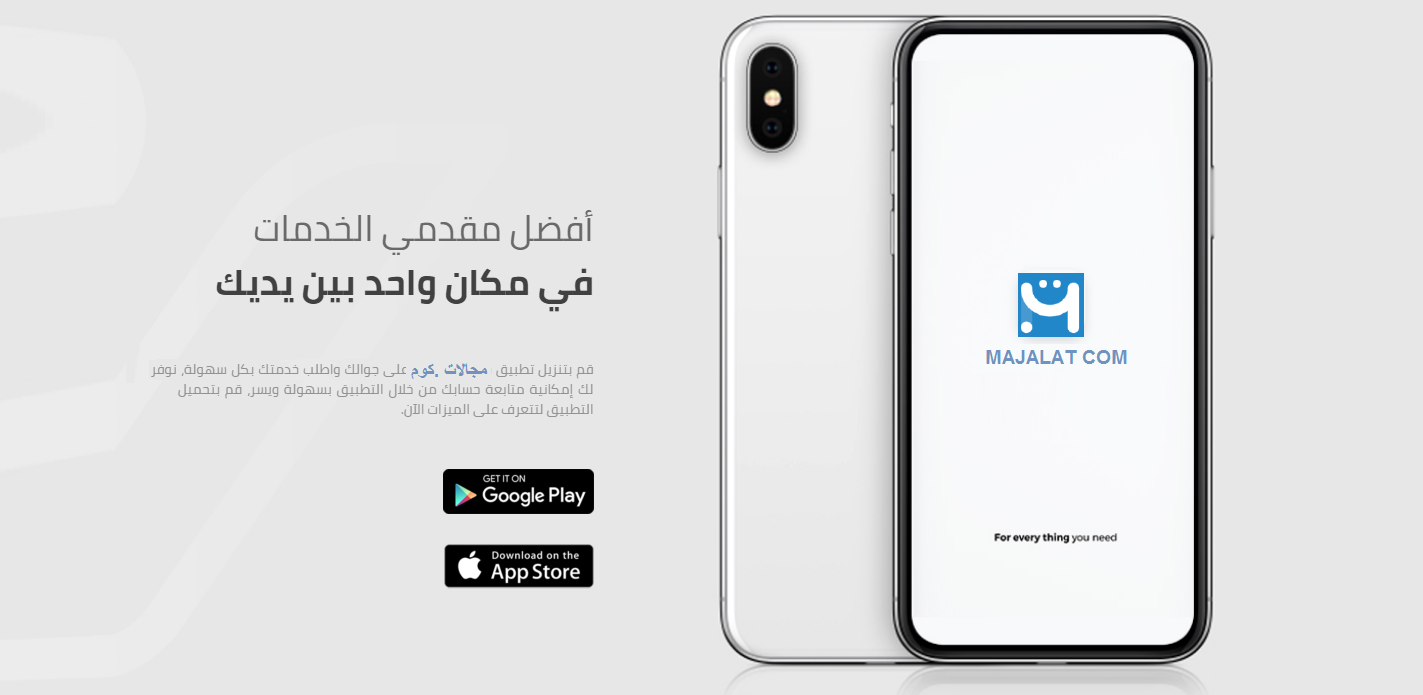 أفضل مقدمي الخدمات
في مكان واحد بين يديك
قم بتنزيل تطبيق مجالات .كوم على جوالك واطلب خدمتك بكل سهولة, نوفر
لك إمكانية متابعة حسابك من خلال التطبيق بسهولة ويسر, قم بتحميل
التطبيق لتتعرف على الميزات الآن.
GET IT ON
Google Play
Download on the
App Store
MAJALAT COM
For every thing you need